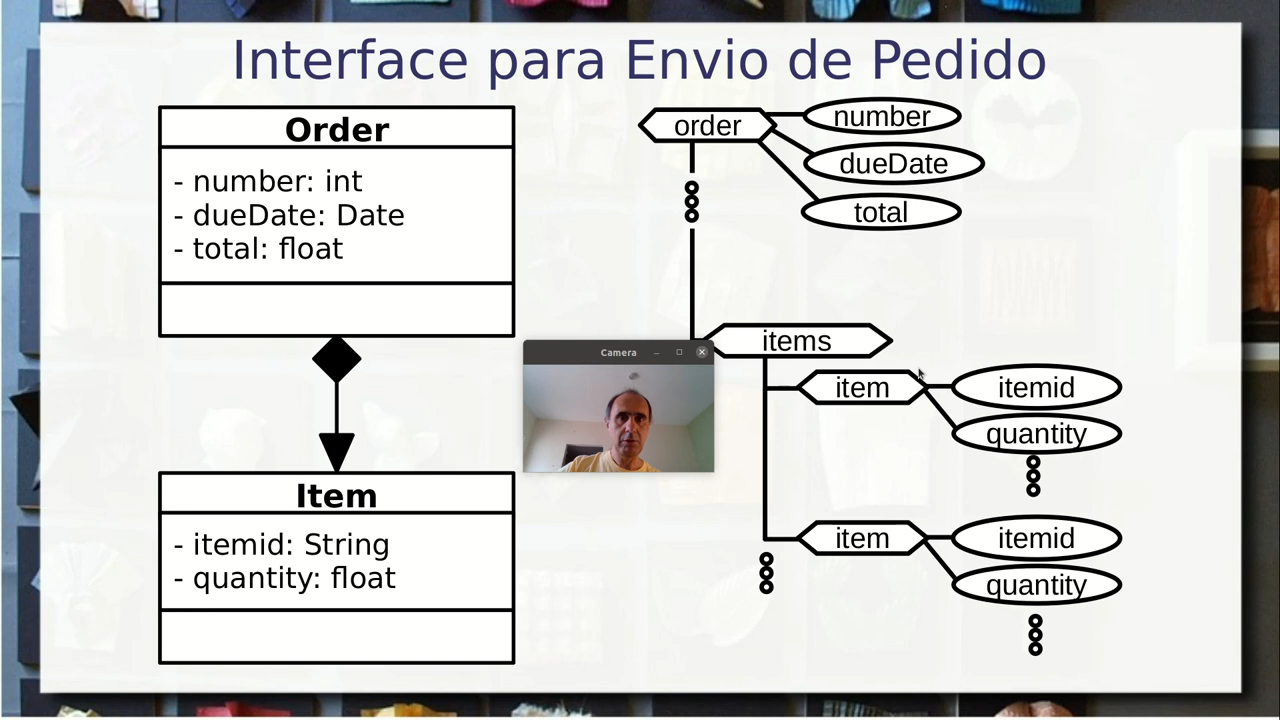 Interface para Envio de Pedido
Order
- number: int
- dueDate: Date
- total: float
Item
- itemid: String
- quantity: float
Camera
order
number
dueDate
total
items
item
itemid
quantity
item
itemid
quantity